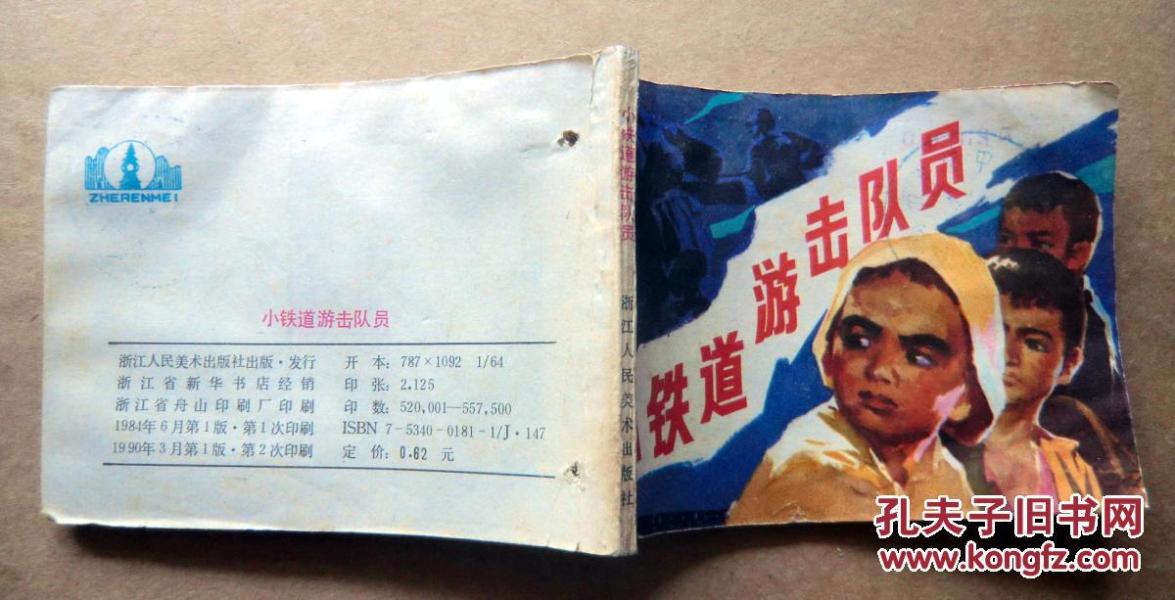 ZHERENMEI
小铁道游击队员
浙江人民美术出版社出版·发行
浙江省新华书店经销
浙江省舟山印刷厂印刷
1984年6月第1版·第1次印刷
1990年3月第1版·第2次印刷
开本:787×1092 1/64
印张:2.125
印数:520,001—557,500
ISBN 7-5340-0181-1/J·147
定价:0.62元
小铁道游击队员 浙江人民美术出版社
小铁道游击队员
孔夫子旧书网
www.kongfz.com